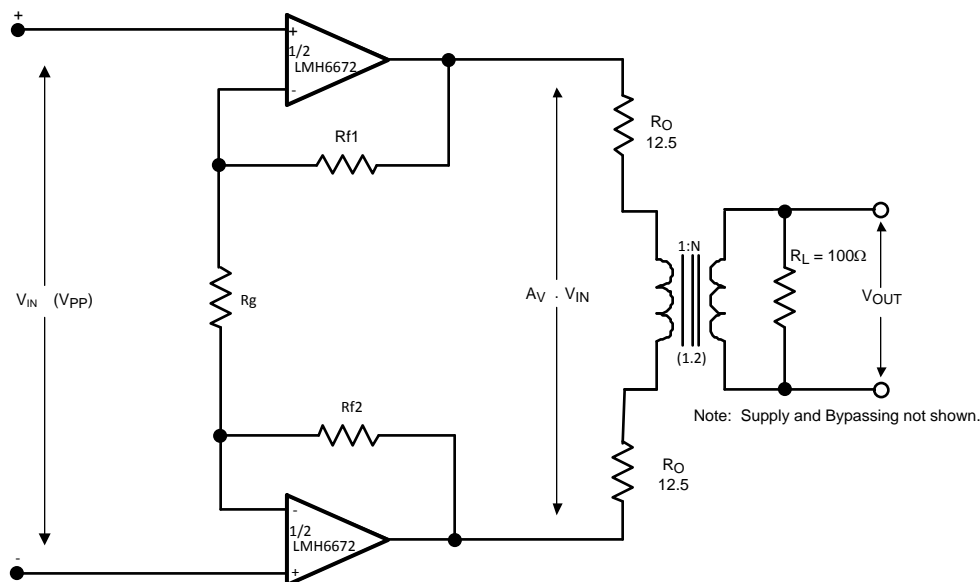 +
+
1/2
LMH6672
-
Rf1
RO
12.5
VIN (VPP)
Rg
AV . VIN
1:N
(1.2)
RL = 100Ω
VOUT
Note: Supply and Bypassing not shown.
Rf2
RO
12.5
-
1/2
LMH6672
+
-